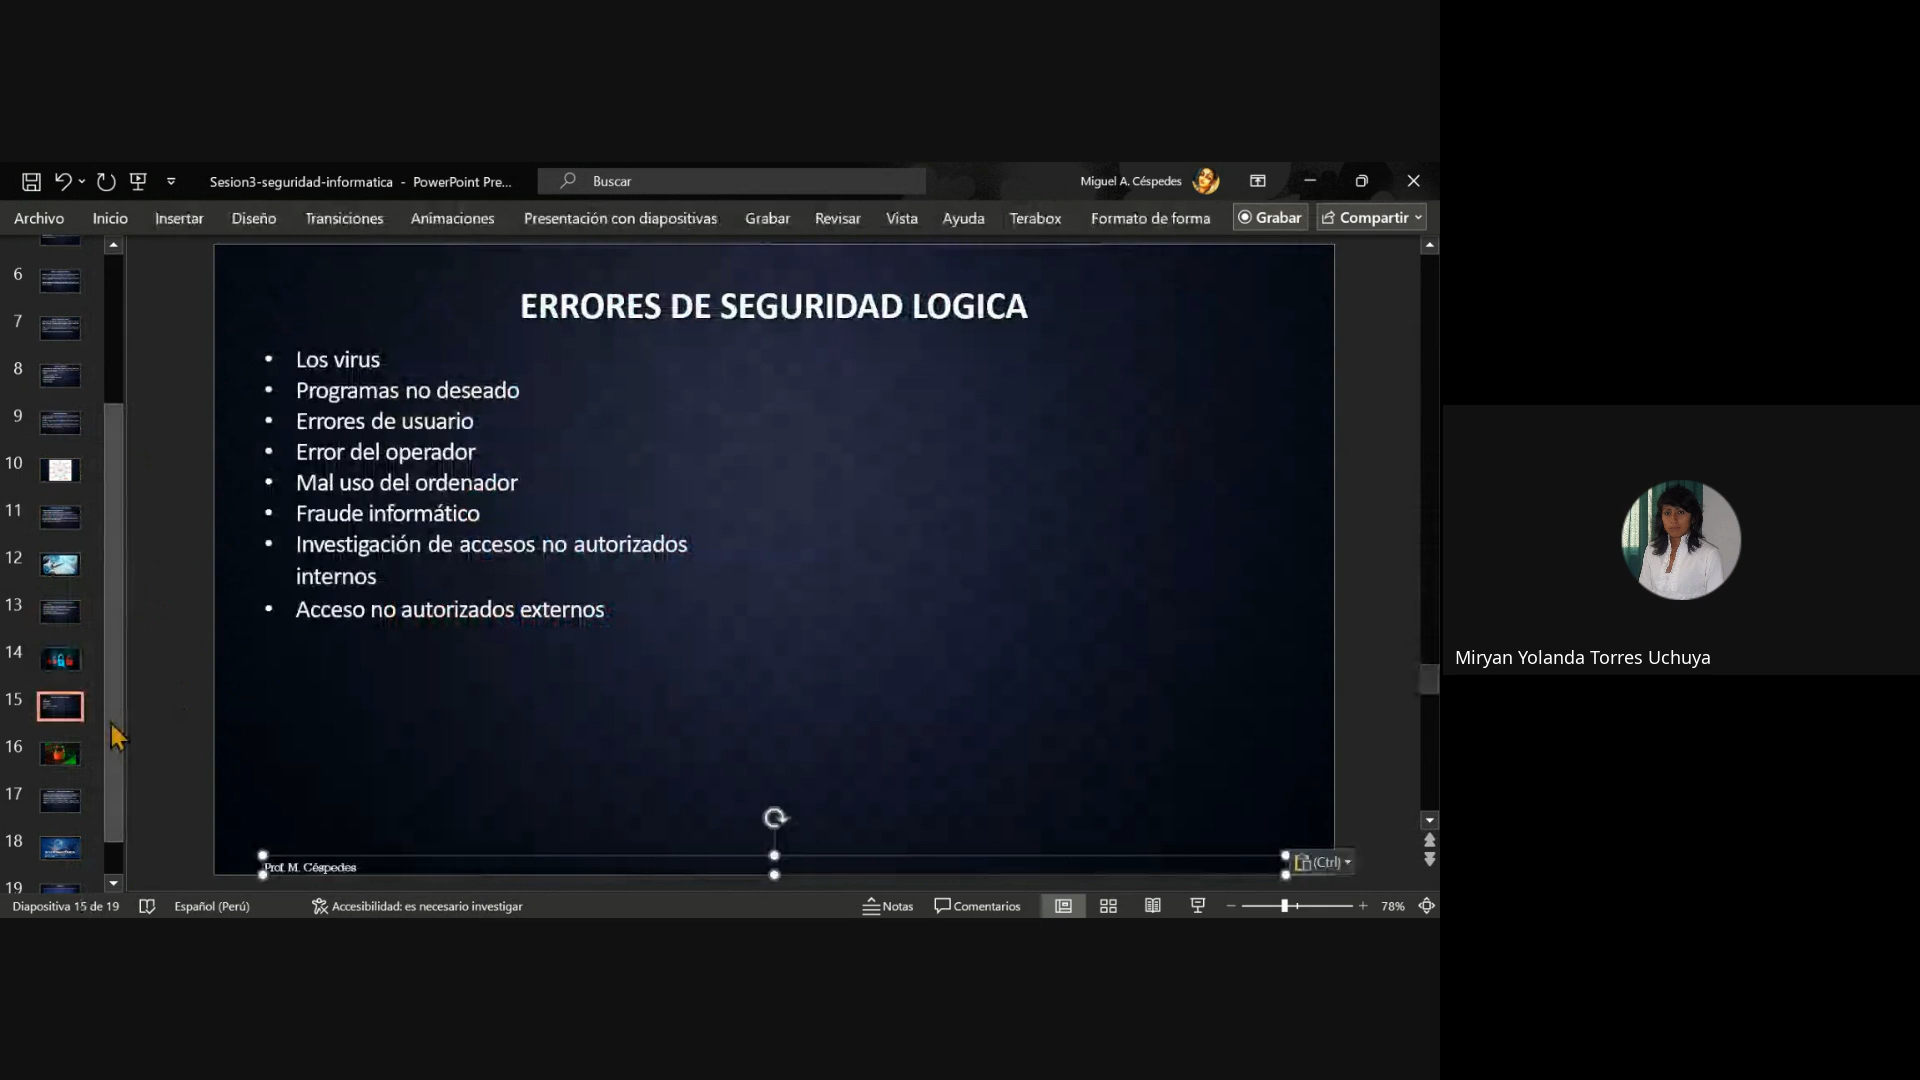 Sesion3-seguridad-informatica - PowerPoint Pre...
Buscar
Miguel A. Céspedes
Archivo Inicio Insertar Diseño Transiciones Animaciones Presentación con diapositivas Grabar Revisar Vista Ayuda Terabox Formato de forma Grabar Compartir
6
7
8
9
10
11
12
13
14
15
16
17
18
19
ERRORES DE SEGURIDAD LOGICA
• Los virus
• Programas no deseado
• Errores de usuario
• Error del operador
• Mal uso del ordenador
• Fraude informático
• Investigación de accesos no autorizados
internos
• Acceso no autorizados externos
Prof. M. Céspedes
(Ctrl)
Diapositiva 15 de 19 Español (Perú) Accesibilidad: es necesario investigar Notas Comentarios 78%
Miryan Yolanda Torres Uchuya